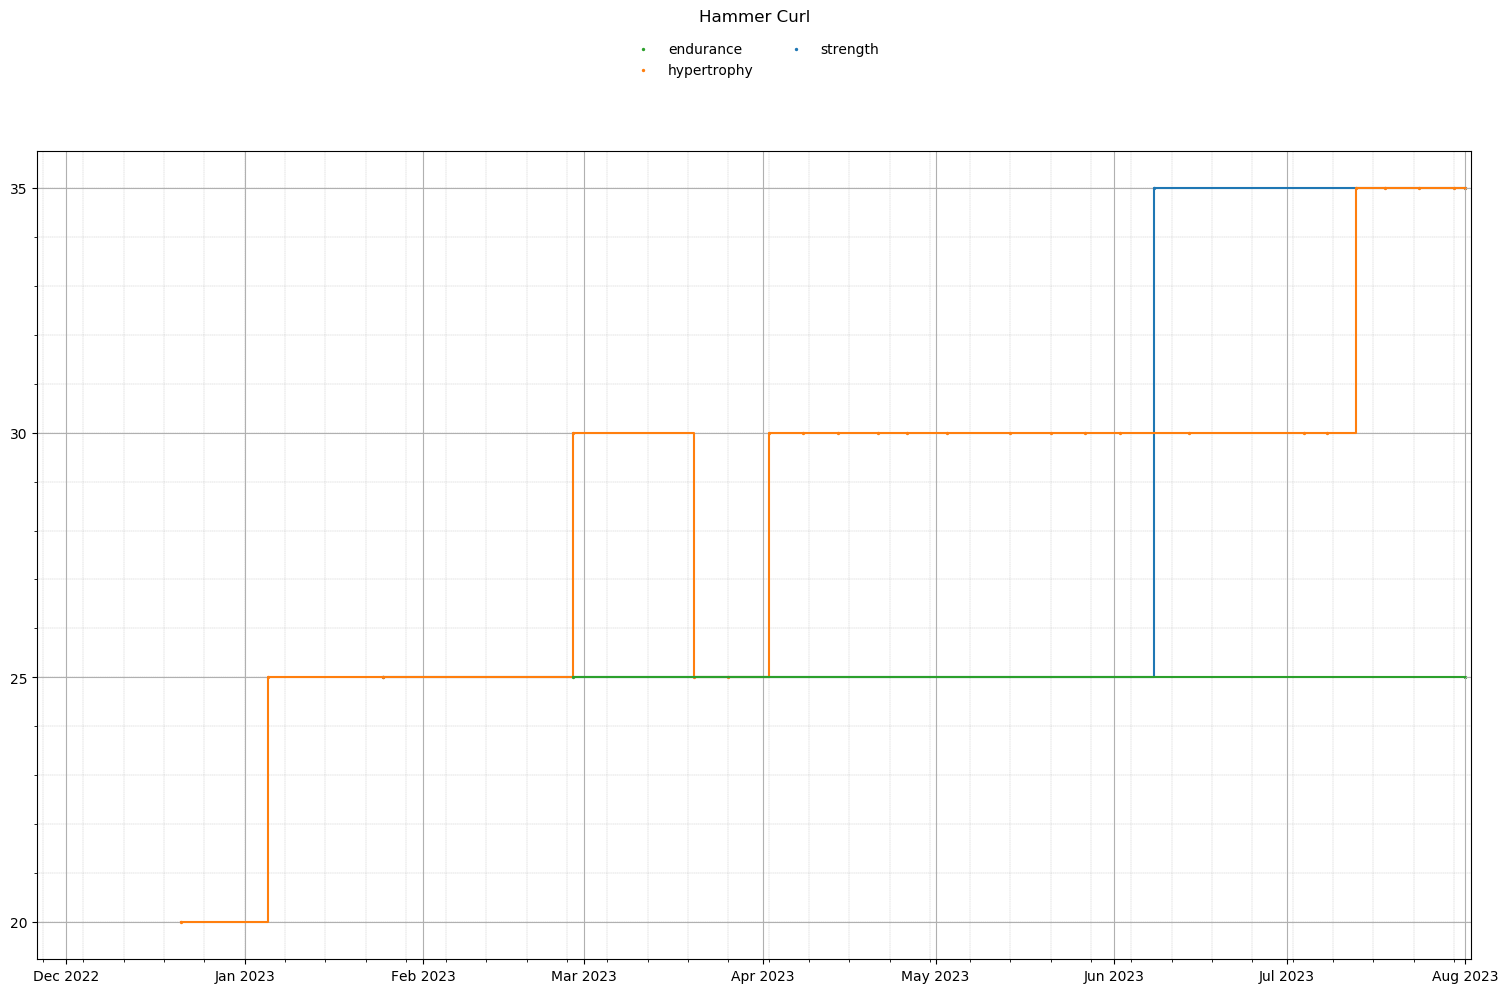 Hammer Curl
endurance
strength
hypertrophy
35
30
25
20
Dec 2022
Jan 2023
Feb 2023
Mar 2023
Apr 2023
May 2023
Jun 2023
Jul 2023
Aug 2023